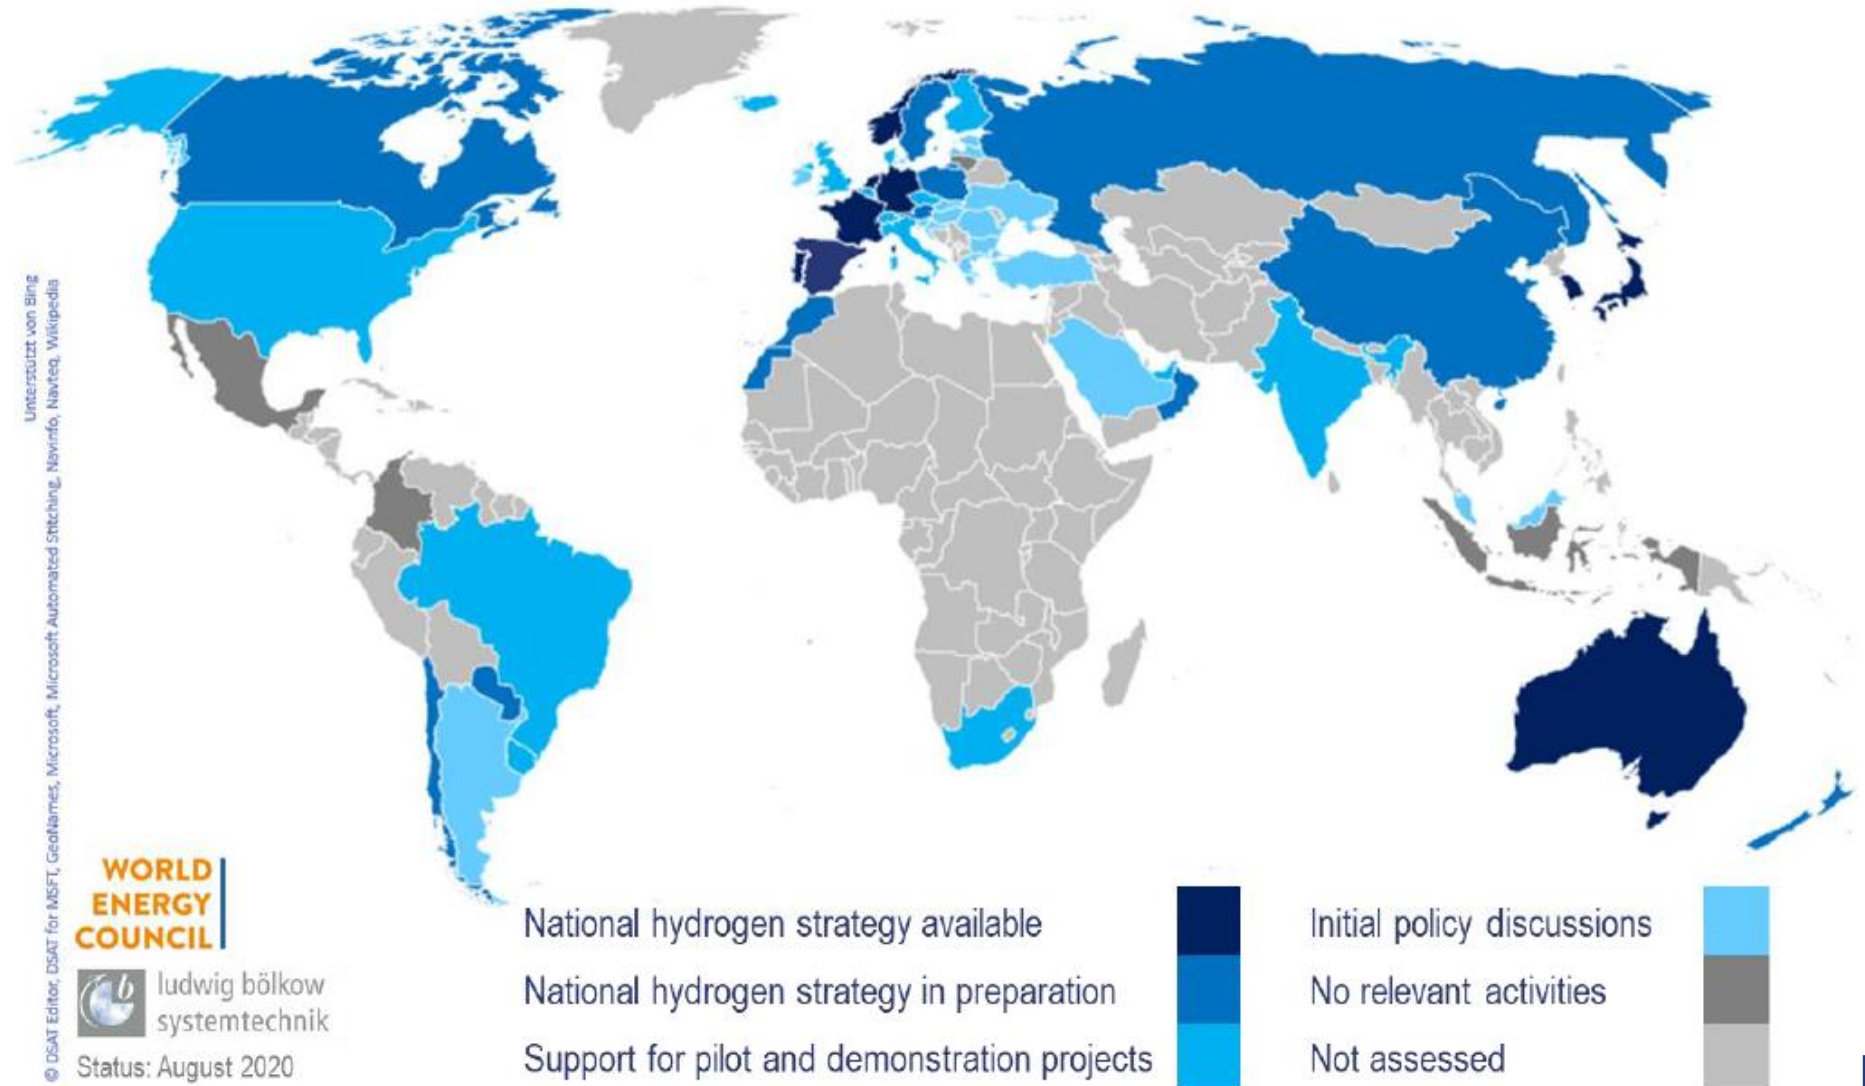 Unterstützt von Bing
© DSAT Editor, DSAT for MSFT, GeoNames, Microsoft, Microsoft Automated Stitching, Navinfo, Navteq, Wikipedia
WORLD
ENERGY
COUNCIL
b
ludwig bölkow
systemtechnik
Status: August 2020
National hydrogen strategy available
National hydrogen strategy in preparation
Support for pilot and demonstration projects
Initial policy discussions
No relevant activities
Not assessed